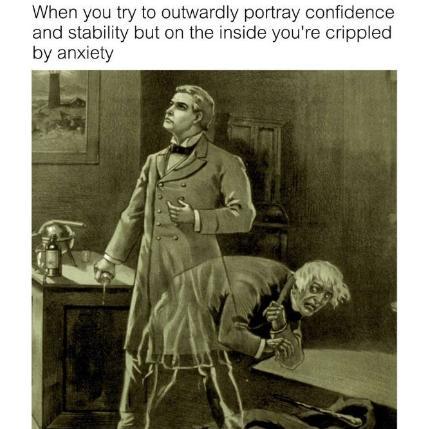 When you try to outwardly portray confidence
and stability but on the inside you're crippled
by anxiety